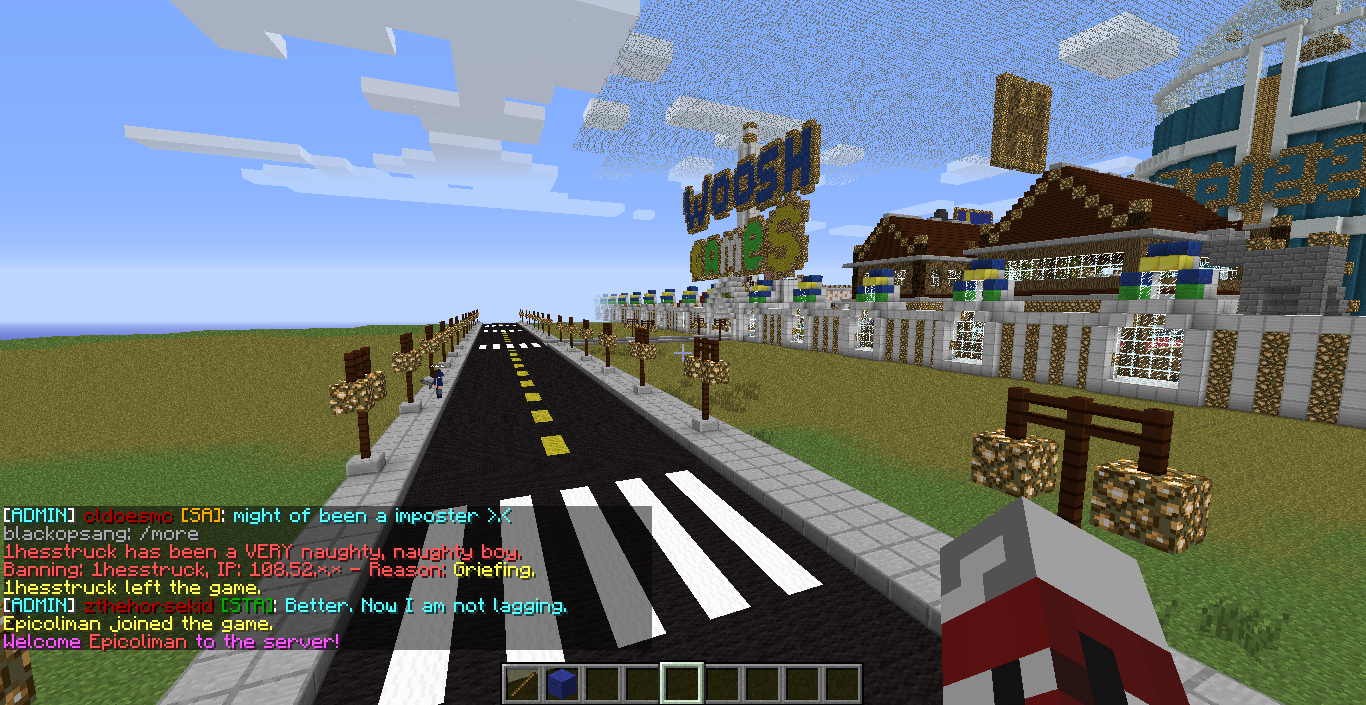 WOOSH
GAMES
[ADMIN] cldoesmc [SA]: might of been a imposter >.<
blackopsang: /more
1hesstruck has been a VERY naughty, naughty boy.
Banning: 1hesstruck, IP: 108.52.*.* - Reason: Griefing.
1hesstruck left the game.
[ADMIN] zthehorsekid [STA]: Better. Now I am not lagging.
Epicoliman joined the game.
Welcome Epicoliman to the server!